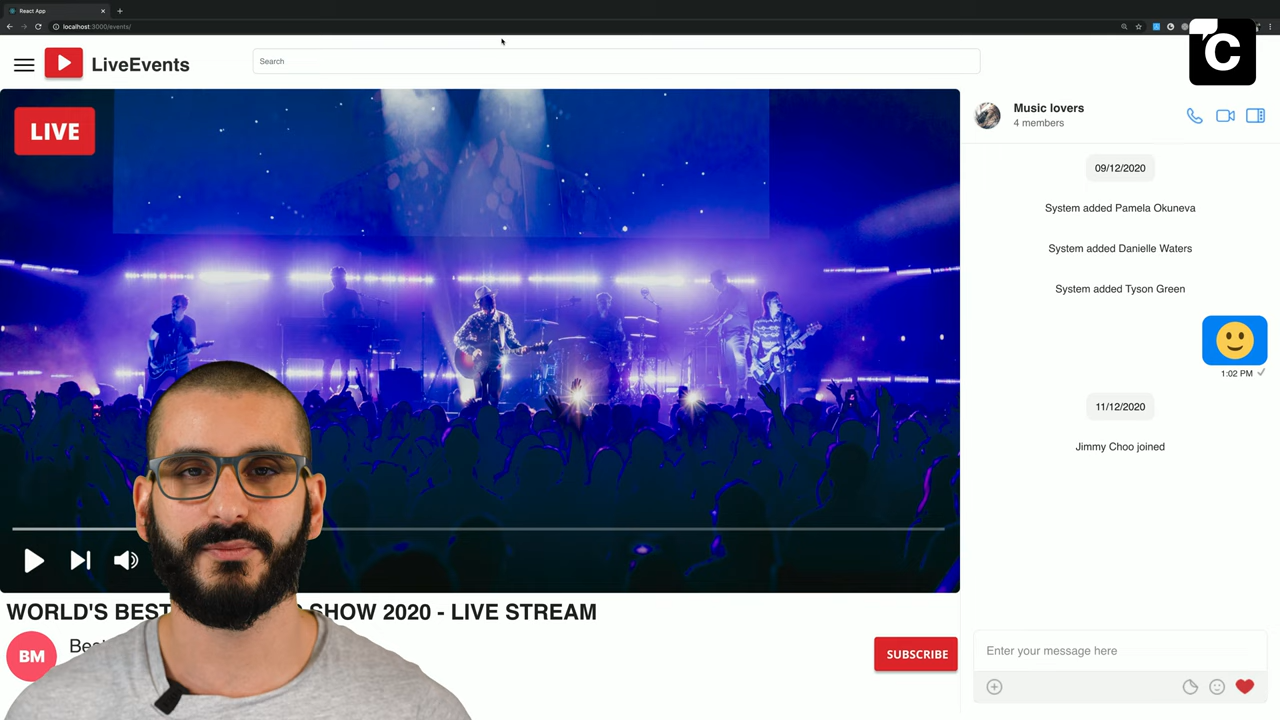 React App
localhost:3000/events/
LiveEvents
Search
LIVE
Music lovers
4 members
09/12/2020
System added Pamela Okuneva
System added Danielle Waters
System added Tyson Green
1:02 PM
11/12/2020
Jimmy Choo joined
WORLD'S BEST SHOW 2020 - LIVE STREAM
BM
SUBSCRIBE
Enter your message here
C